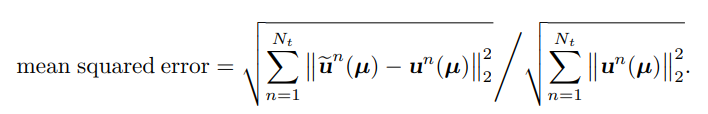 mean squared error = \sqrt{\sum_{n=1}^{N_t} \left\| \widetilde{\boldsymbol{u}}^n(\boldsymbol{\mu}) - \boldsymbol{u}^n(\boldsymbol{\mu}) \right\|_2^2} \Big/ \sqrt{\sum_{n=1}^{N_t} \left\| \boldsymbol{u}^n(\boldsymbol{\mu}) \right\|_2^2}.